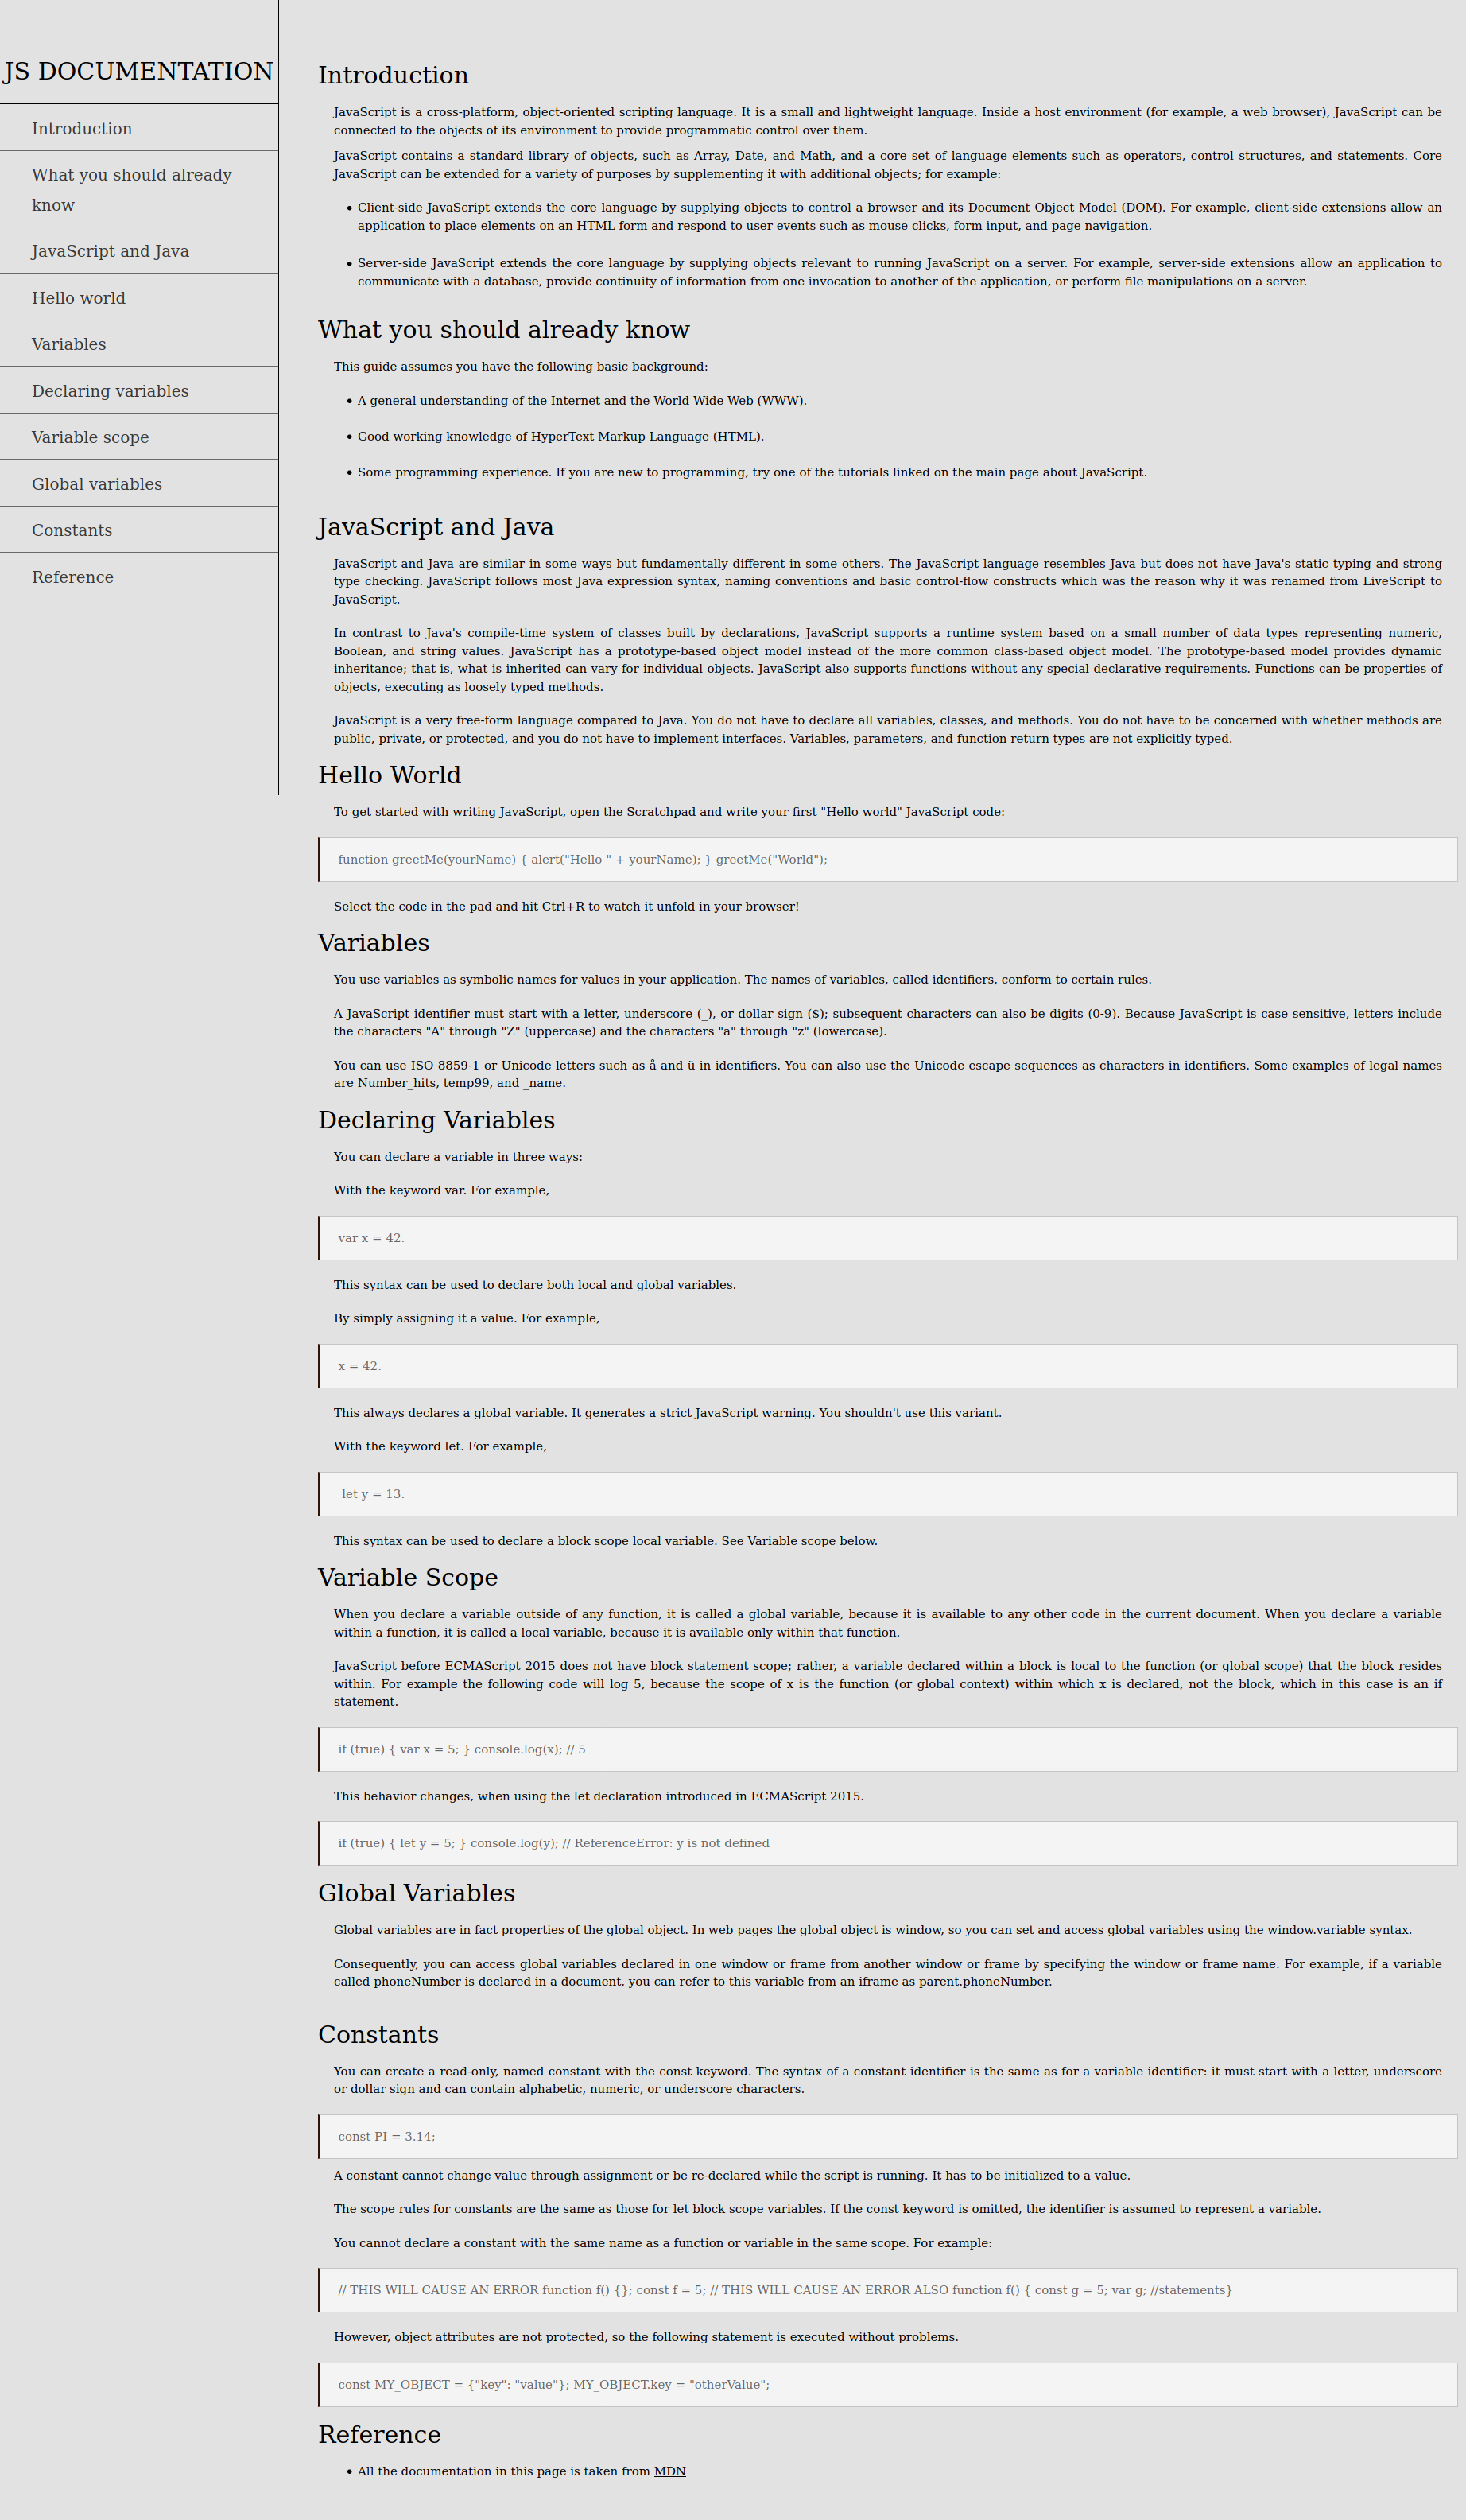 JS DOCUMENTATION
Introduction
What you should already
know
JavaScript and Java
Hello world
Variables
Declaring variables
Variable scope
Global variables
Constants
Reference
Introduction
JavaScript is a cross-platform, object-oriented scripting language. It is a small and lightweight language. Inside a host environment (for example, a web browser), JavaScript can be
connected to the objects of its environment to provide programmatic control over them.
JavaScript contains a standard library of objects, such as Array, Date, and Math, and a core set of language elements such as operators, control structures, and statements. Core
JavaScript can be extended for a variety of purposes by supplementing it with additional objects; for example:
• Client-side JavaScript extends the core language by supplying objects to control a browser and its Document Object Model (DOM). For example, client-side extensions allow an
application to place elements on an HTML form and respond to user events such as mouse clicks, form input, and page navigation.
• Server-side JavaScript extends the core language by supplying objects relevant to running JavaScript on a server. For example, server-side extensions allow an application to
communicate with a database, provide continuity of information from one invocation to another of the application, or perform file manipulations on a server.
What you should already know
This guide assumes you have the following basic background:
• A general understanding of the Internet and the World Wide Web (WWW).
• Good working knowledge of HyperText Markup Language (HTML).
• Some programming experience. If you are new to programming, try one of the tutorials linked on the main page about JavaScript.
JavaScript and Java
JavaScript and Java are similar in some ways but fundamentally different in some others. The JavaScript language resembles Java but does not have Java's static typing and strong
type checking. JavaScript follows most Java expression syntax, naming conventions and basic control-flow constructs which was the reason why it was renamed from LiveScript to
JavaScript.
In contrast to Java's compile-time system of classes built by declarations, JavaScript supports a runtime system based on a small number of data types representing numeric,
Boolean, and string values. JavaScript has a prototype-based object model instead of the more common class-based object model. The prototype-based model provides dynamic
inheritance; that is, what is inherited can vary for individual objects. JavaScript also supports functions without any special declarative requirements. Functions can be properties of
objects, executing as loosely typed methods.
JavaScript is a very free-form language compared to Java. You do not have to declare all variables, classes, and methods. You do not have to be concerned with whether methods are
public, private, or protected, and you do not have to implement interfaces. Variables, parameters, and function return types are not explicitly typed.
Hello World
To get started with writing JavaScript, open the Scratchpad and write your first "Hello world" JavaScript code:
function greetMe(yourName) { alert("Hello " + yourName); } greetMe("World");
Select the code in the pad and hit Ctrl+R to watch it unfold in your browser!
Variables
You use variables as symbolic names for values in your application. The names of variables, called identifiers, conform to certain rules.
A JavaScript identifier must start with a letter, underscore (_), or dollar sign ($); subsequent characters can also be digits (0-9). Because JavaScript is case sensitive, letters include
the characters "A" through "Z" (uppercase) and the characters "a" through "z" (lowercase).
You can use ISO 8859-1 or Unicode letters such as å and ü in identifiers. You can also use the Unicode escape sequences as characters in identifiers. Some examples of legal names
are Number_hits, temp99, and _name.
Declaring Variables
You can declare a variable in three ways:
With the keyword var. For example,
var x = 42.
This syntax can be used to declare both local and global variables.
By simply assigning it a value. For example,
x = 42.
This always declares a global variable. It generates a strict JavaScript warning. You shouldn't use this variant.
With the keyword let. For example,
let y = 13.
This syntax can be used to declare a block scope local variable. See Variable scope below.
Variable Scope
When you declare a variable outside of any function, it is called a global variable, because it is available to any other code in the current document. When you declare a variable
within a function, it is called a local variable, because it is available only within that function.
JavaScript before ECMAScript 2015 does not have block statement scope; rather, a variable declared within a block is local to the function (or global scope) that the block resides
within. For example the following code will log 5, because the scope of x is the function (or global context) within which x is declared, not the block, which in this case is an if
statement.
if (true) { var x = 5; } console.log(x); // 5
This behavior changes, when using the let declaration introduced in ECMAScript 2015.
if (true) { let y = 5; } console.log(y); // ReferenceError: y is not defined
Global Variables
Global variables are in fact properties of the global object. In web pages the global object is window, so you can set and access global variables using the window.variable syntax.
Consequently, you can access global variables declared in one window or frame from another window or frame by specifying the window or frame name. For example, if a variable
called phoneNumber is declared in a document, you can refer to this variable from an iframe as parent.phoneNumber.
Constants
You can create a read-only, named constant with the const keyword. The syntax of a constant identifier is the same as for a variable identifier: it must start with a letter, underscore
or dollar sign and can contain alphabetic, numeric, or underscore characters.
const PI = 3.14;
A constant cannot change value through assignment or be re-declared while the script is running. It has to be initialized to a value.
The scope rules for constants are the same as those for let block scope variables. If the const keyword is omitted, the identifier is assumed to represent a variable.
You cannot declare a constant with the same name as a function or variable in the same scope. For example:
// THIS WILL CAUSE AN ERROR function f() {}; const f = 5; // THIS WILL CAUSE AN ERROR ALSO function f() { const g = 5; var g; //statements}
However, object attributes are not protected, so the following statement is executed without problems.
const MY_OBJECT = {"key": "value"}; MY_OBJECT.key = "otherValue";
Reference
• All the documentation in this page is taken from MDN